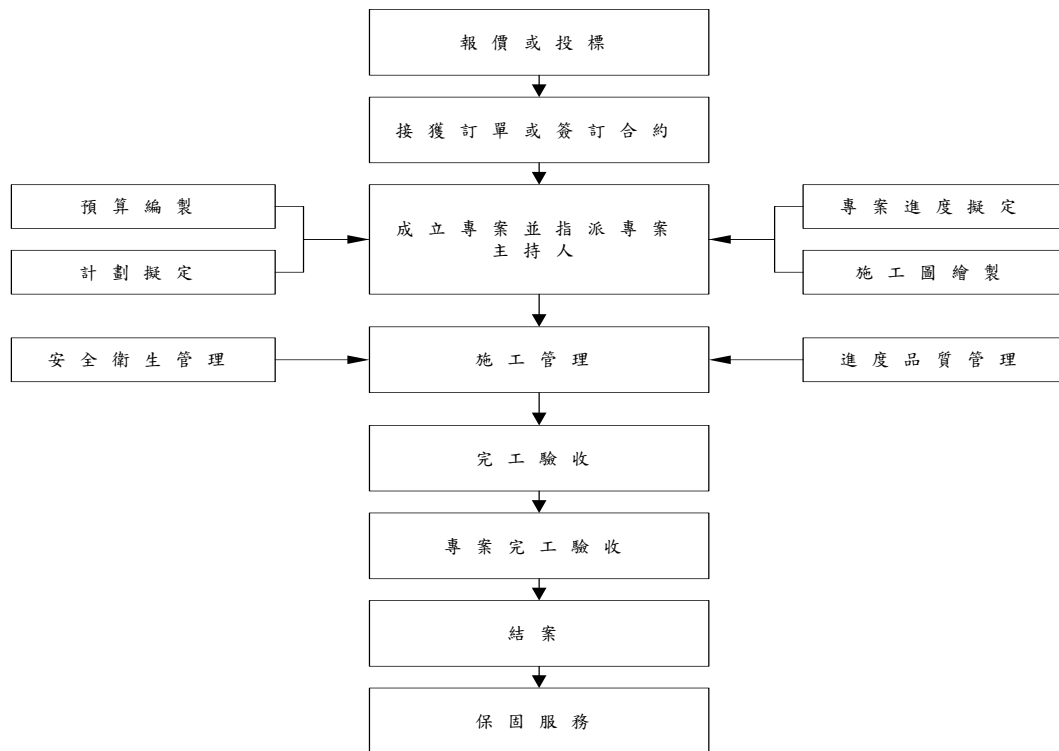 報價或投標
接獲訂單或簽訂合約
預算編製
專案進度擬定
成立專案並指派專案
主持人
計劃擬定
施工圖繪製
安全衛生管理
施工管理
進度品質管理
完工驗收
專案完工驗收
結案
保固服務